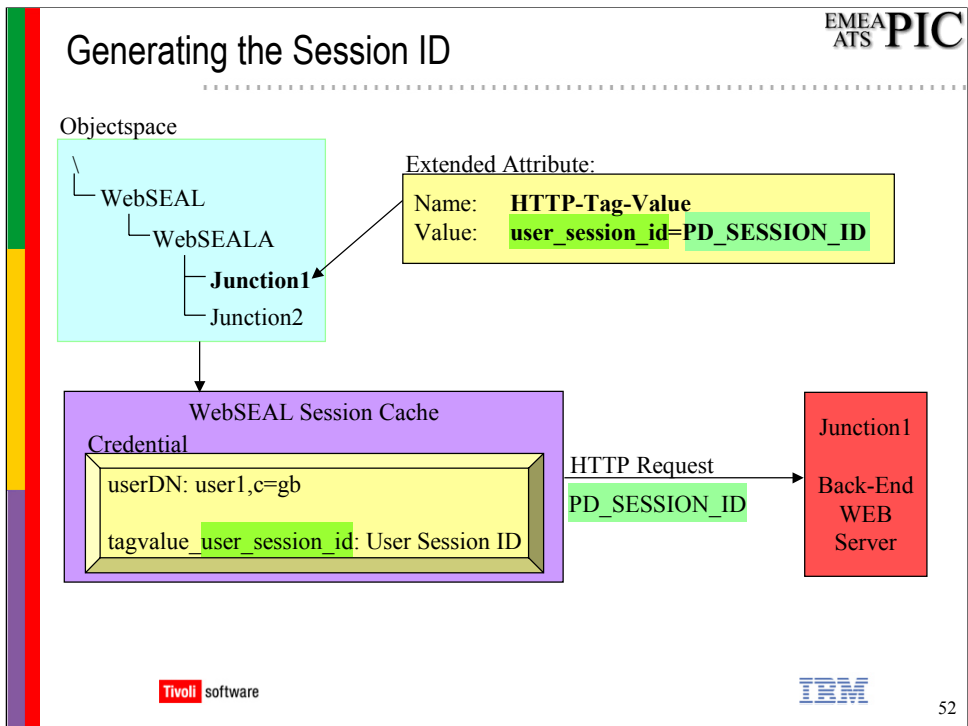 Generating the Session ID
EMEA
ATS PIC
Objectspace
\
WebSEAL
WebSEALA
Junction1
Junction2
Extended Attribute:
Name: HTTP-Tag-Value
Value: user_session_id=PD_SESSION_ID
WebSEAL Session Cache
Credential
userDN: user1,c=gb
tagvalue_user_session_id: User Session ID
HTTP Request
PD_SESSION_ID
Junction1
Back-End
WEB
Server
Tivoli software
IBM
52